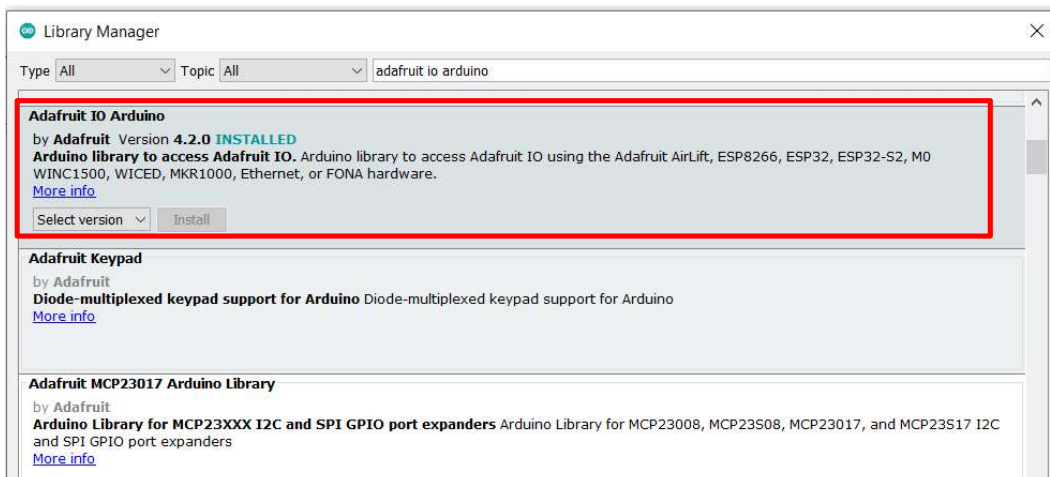 Library Manager
Type All Topic All adafruit io arduino
Adafruit IO Arduino
by Adafruit Version 4.2.0 INSTALLED
Arduino library to access Adafruit IO. Arduino library to access Adafruit IO using the Adafruit AirLift, ESP8266, ESP32, ESP32-S2, M0
WINC1500, WICED, MKR1000, Ethernet, or FONA hardware.
More info
Select version Install
Adafruit Keypad
by Adafruit
Diode-multiplexed keypad support for Arduino Diode-multiplexed keypad support for Arduino
More info
Adafruit MCP23017 Arduino Library
by Adafruit
Arduino Library for MCP23XXX I2C and SPI GPIO port expanders Arduino Library for MCP23008, MCP23S08, MCP23017, and MCP23S17 I2C
and SPI GPIO port expanders
More info